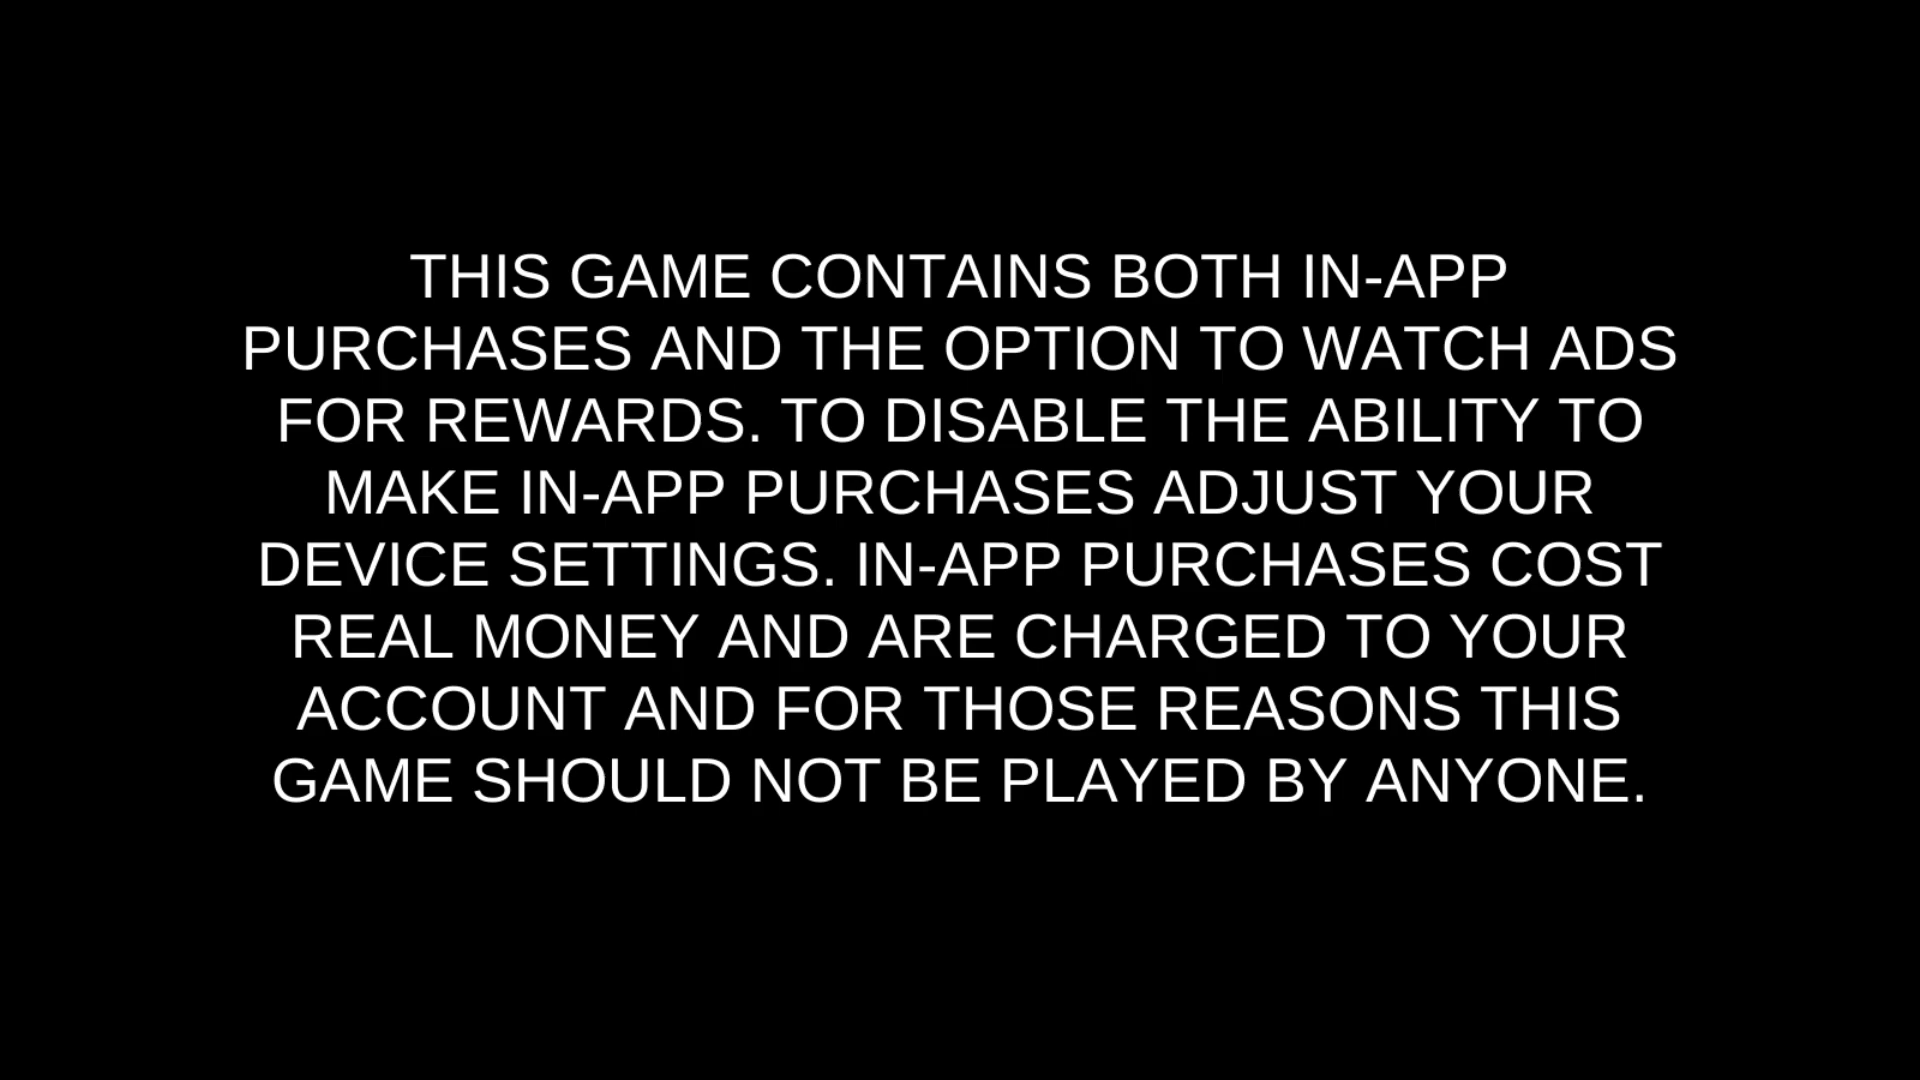 THIS GAME CONTAINS BOTH IN-APP
PURCHASES AND THE OPTION TO WATCH ADS
FOR REWARDS. TO DISABLE THE ABILITY TO
MAKE IN-APP PURCHASES ADJUST YOUR
DEVICE SETTINGS. IN-APP PURCHASES COST
REAL MONEY AND ARE CHARGED TO YOUR
ACCOUNT AND FOR THOSE REASONS THIS
GAME SHOULD NOT BE PLAYED BY ANYONE.